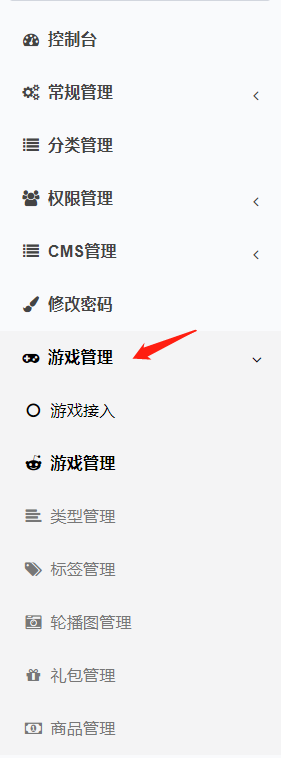 控制台
常规管理
分类管理
权限管理
CMS管理
修改密码
游戏管理
游戏接入
游戏管理
类型管理
标签管理
轮播图管理
礼包管理
商品管理